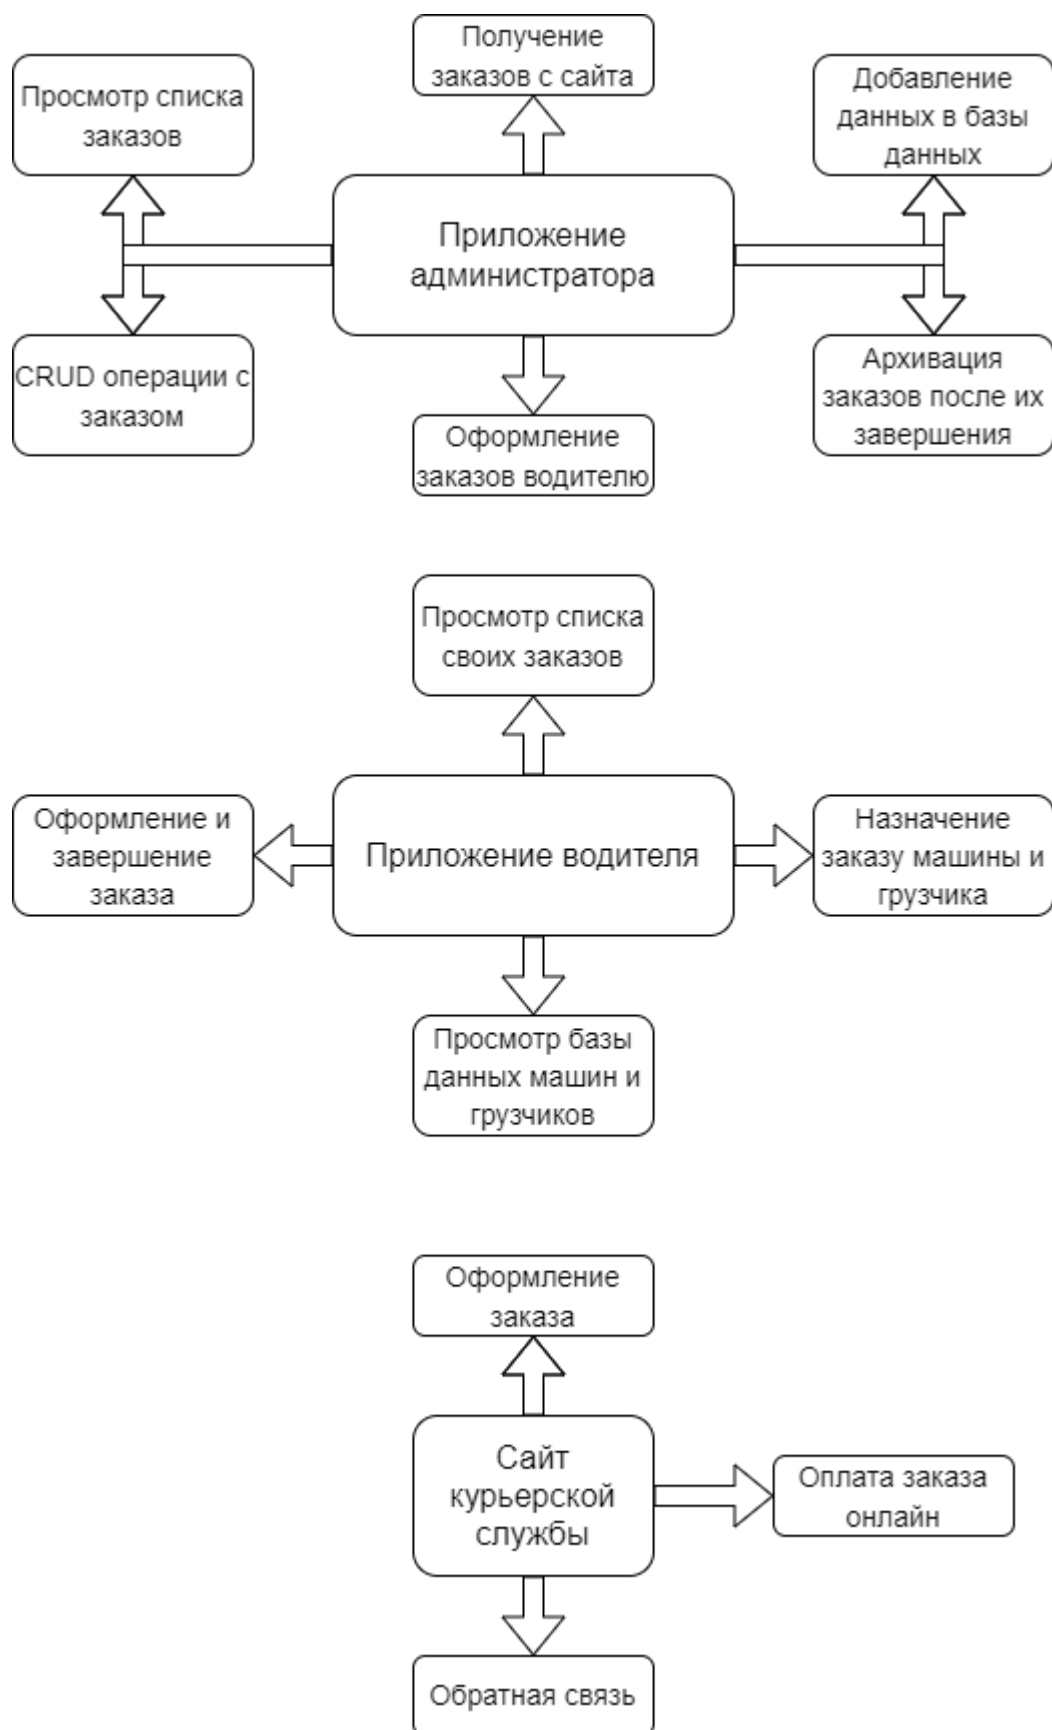 Получение
заказов с сайта
Просмотр списка
заказов
Добавление
данных в базы
данных
Приложение
администратора
CRUD операции с
заказом
Архивация
заказов после их
завершения
Оформление
заказов водителю
Просмотр списка
своих заказов
Оформление и
завершение
заказа
Приложение водителя
Назначение
заказу машины и
грузчика
Просмотр базы
данных машин и
грузчиков
Оформление
заказа
Сайт
курьерской
службы
Оплата заказа
онлайн
Обратная связь